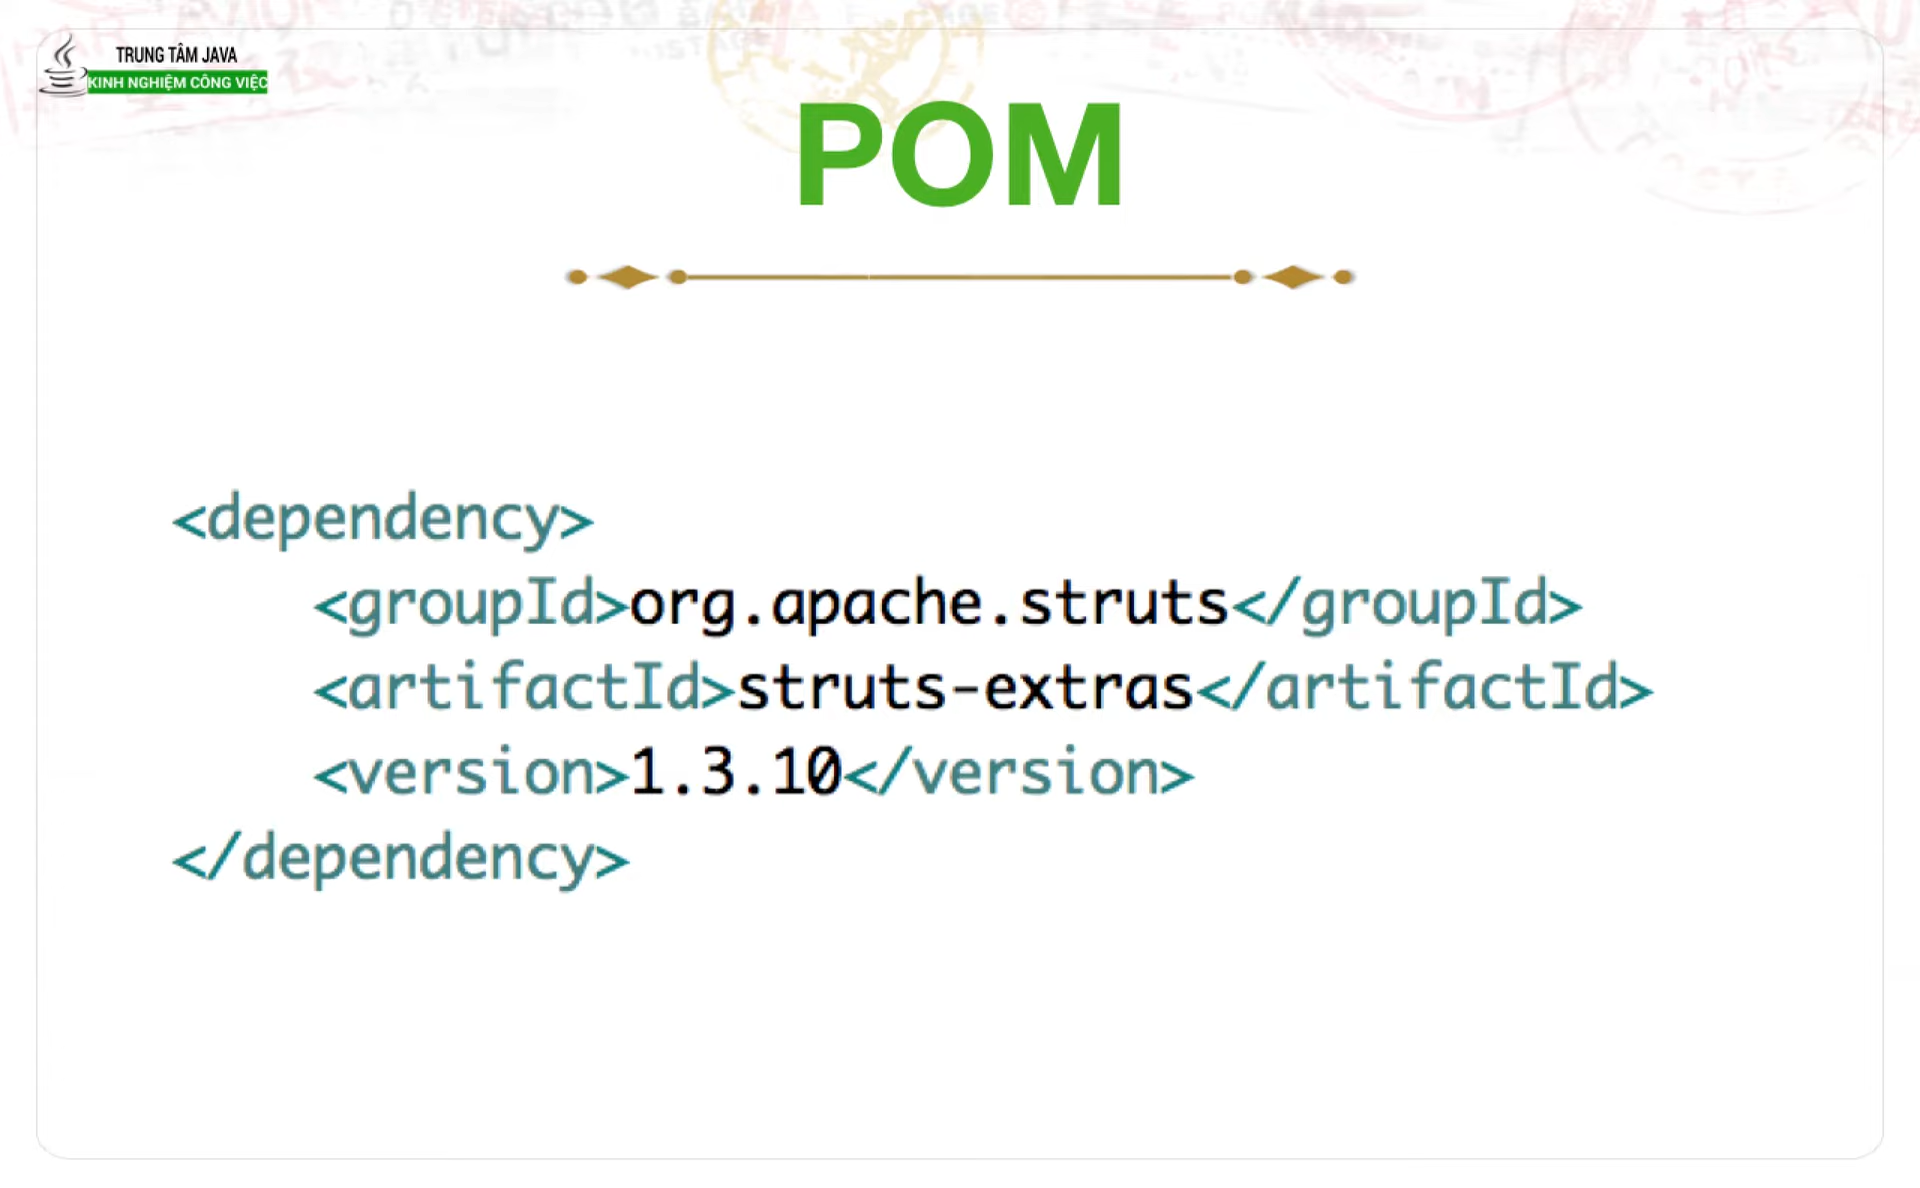 TRUNG TÂM JAVA
KINH NGHIỆM CÔNG VIỆC
POM
<dependency>
<groupId>org.apache.struts</groupId>
<artifactId>struts-extras</artifactId>
<version>1.3.10</version>
</dependency>